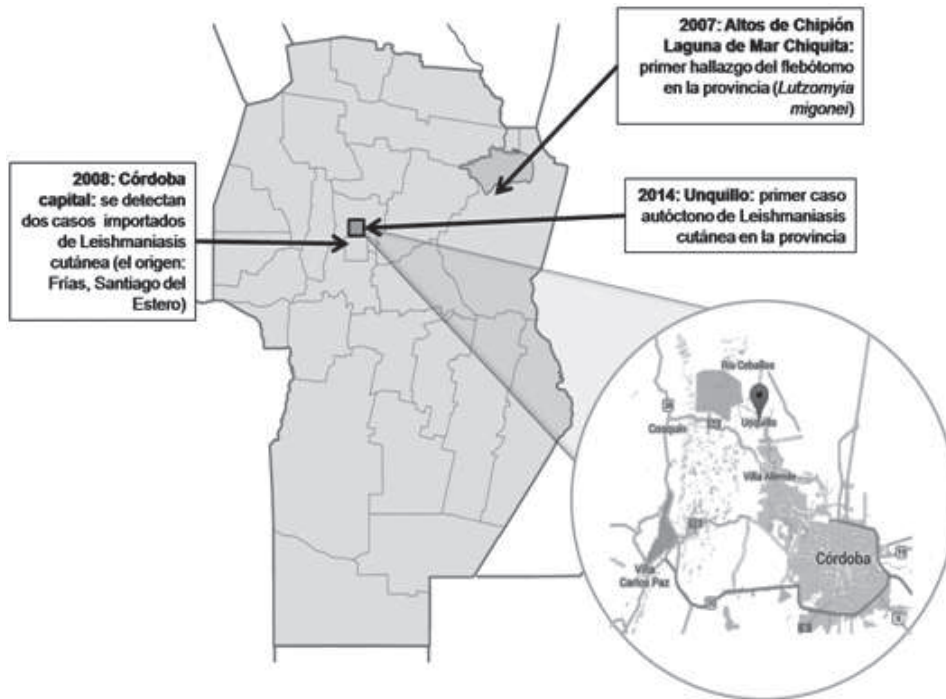 2007: Altos de Chipión
Laguna de Mar Chiquita:
primer hallazgo del flebótomo
en la provincia (Lutzomyia
migonei)
2008: Córdoba
capital: se detectan
dos casos importados
de Leishmaniasis
cutánea (el origen:
Frías, Santiago del
Estero)
2014: Unquillo: primer caso
autóctono de Leishmaniasis
cutánea en la provincia
Río Ceballos
Unquillo
Cosquín
Villa Allende
Córdoba
Villa
Carlos Paz